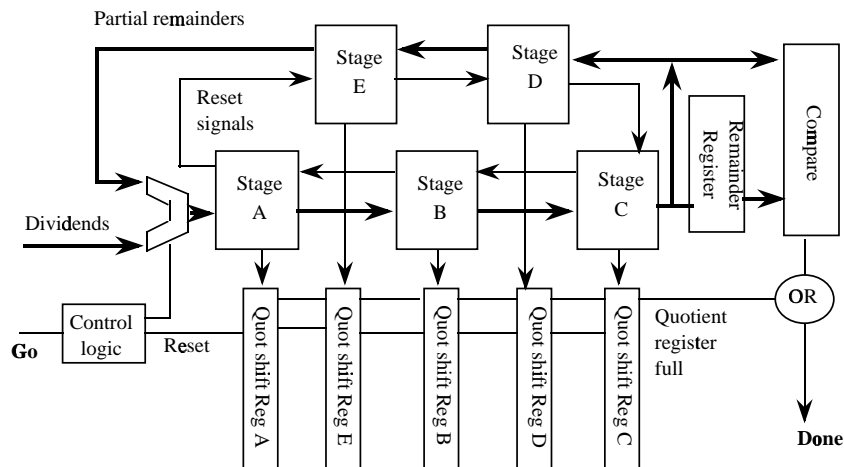 Partial remainders
Stage
E
Stage
D
Compare
Reset
signals
Remainder
Register
Stage
A
Stage
B
Stage
C
Dividends
OR
Control
logic
Go
Reset
Quot shift Reg A
Quot shift Reg E
Quot shift Reg B
Quot shift Reg D
Quot shift Reg C
Quotient
register
full
Done